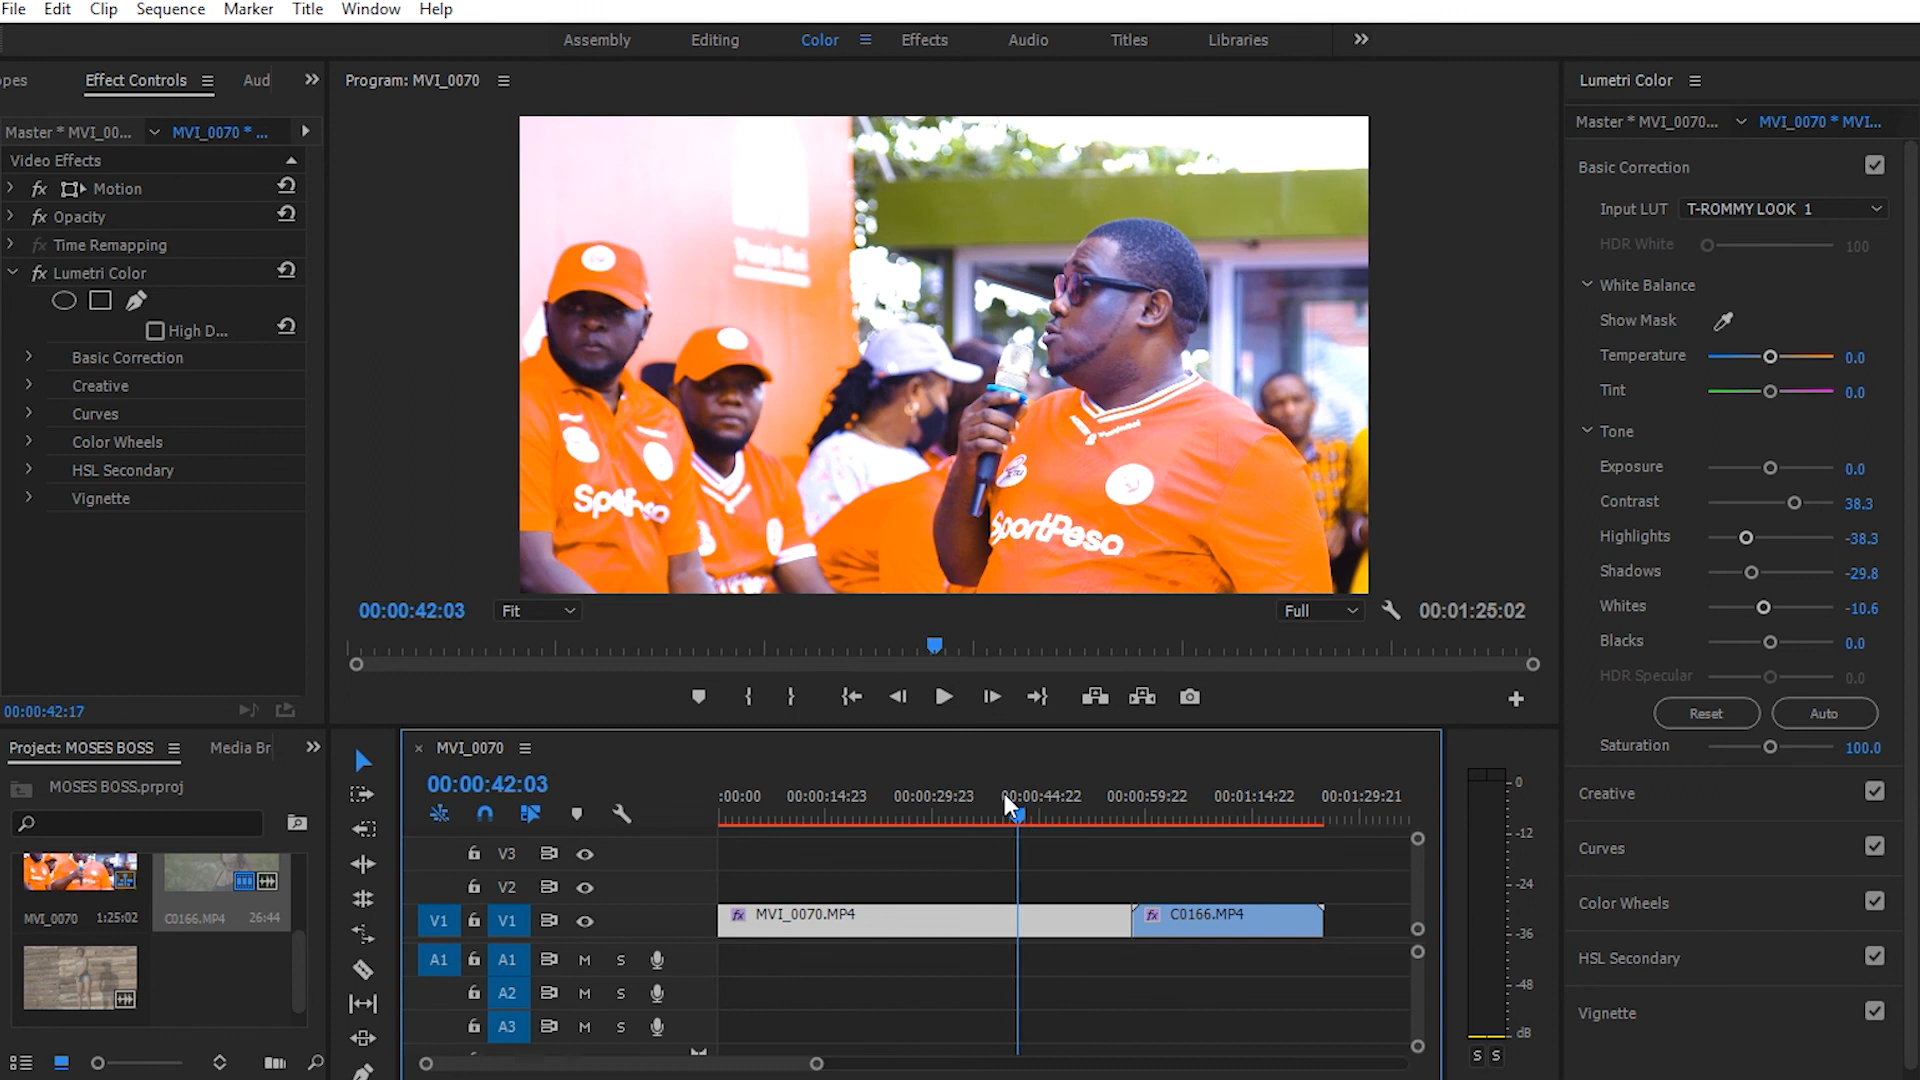 File Edit Clip Sequence Marker Title Window Help
Assembly Editing Color Effects Audio Titles Libraries
opes Effect Controls Aud
Program: MVI_0070
Lumetri Color
Master * MVI_00... MVI_0070 * ...
Video Effects
fx Motion
fx Opacity
fx Time Remapping
fx Lumetri Color
High D...
Basic Correction
Creative
Curves
Color Wheels
HSL Secondary
Vignette
00:00:42:17
SportPesa
00:00:42:03 Fit Full 00:01:25:02
Master * MVI_0070... MVI_0070 * MVI...
Basic Correction
Input LUT T-ROMMY LOOK 1
HDR White 100
White Balance
Show Mask
Temperature 0.0
Tint 0.0
Tone
Exposure 0.0
Contrast 38.3
Highlights -38.3
Shadows -29.8
Whites -10.6
Blacks 0.0
HDR Specular 0.0
Reset Auto
Saturation 100.0
Creative
Curves
Color Wheels
HSL Secondary
Vignette
Project: MOSES BOSS Media Br
MOSES BOSS.prproj
MVI_0070 1:25:02 C0166.MP4 26:44
MVI_0070
00:00:42:03
:00:00 00:00:14:23 00:00:29:23 00:00:44:22 00:00:59:22 00:01:14:22 00:01:29:21
V3
V2
V1 V1 fx MVI_0070.MP4 fx C0166.MP4
A1 A1 M S
A2 M S
A3 M S
0
-12
-24
-36
-48
dB
S S